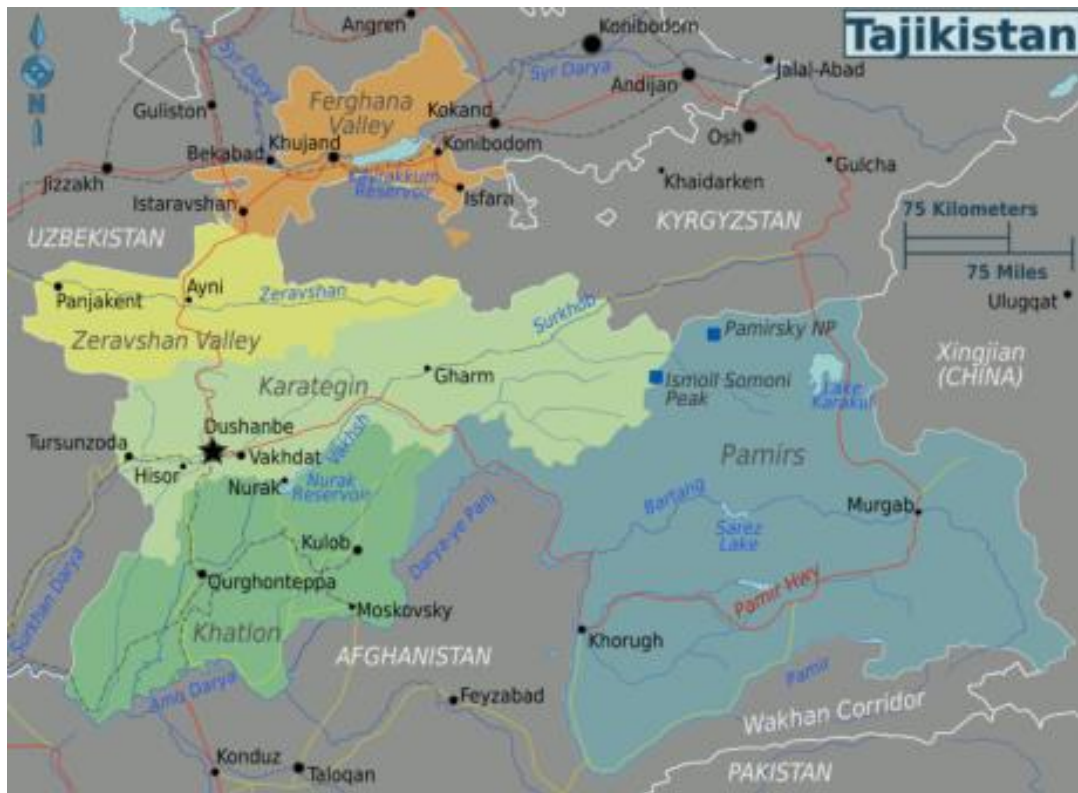 Tajikistan
N
Angren
Konibodom
Syr Darya
Syr Darya
Jalal-Abad
Andijan
Guliston
Ferghana
Valley
Kokand
Osh
Bekabad
Khujand
Konibodom
Gulcha
Jizzakh
Kayrakkum
Reservoir
Isfara
Khaidarken
Istaravshan
UZBEKISTAN
KYRGYZSTAN
75 Kilometers
75 Miles
Panjakent
Ayni
Zeravshan
Ulugqat
Zeravshan Valley
Surkhob
Pamirsky NP
Xingjian
(CHINA)
Karategin
Gharm
Ismoil Somoni
Peak
Lake
Karakul
Dushanbe
Tursunzoda
Vakhdat
Vakhsh
Pamirs
Hisor
Nurak
Nurak
Reservoir
Bartang
Murgab
Sarez
Lake
Kulob
Darya-ye Panj
Surkhan Darya
Qurghonteppa
Pamir Hwy
Moskovsky
Khatlon
Khorugh
AFGHANISTAN
Pamir
Amu Darya
Feyzabad
Wakhan Corridor
Konduz
Taloqan
PAKISTAN